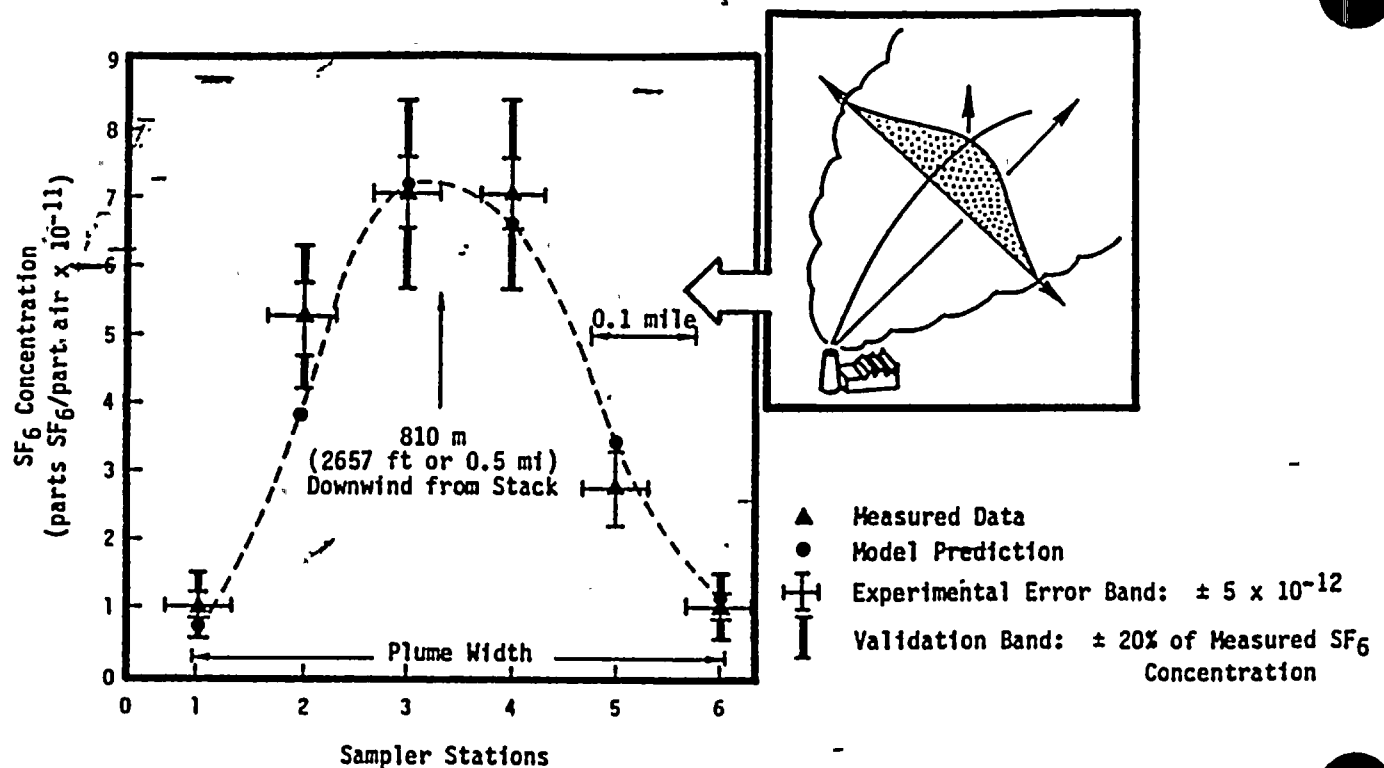 9
8
7
6
5
4
3
2
1
0
SF6 Concentration
(parts SF6/part air x 10-11)
0.1 mile
810 m
(2657 ft or 0.5 mi)
Downwind from Stack
Plume Width
0 1 2 3 4 5 6
Sampler Stations
▲ Measured Data
● Model Prediction
Experimental Error Band: ± 5 x 10-12
Validation Band: ± 20% of Measured SF6
Concentration